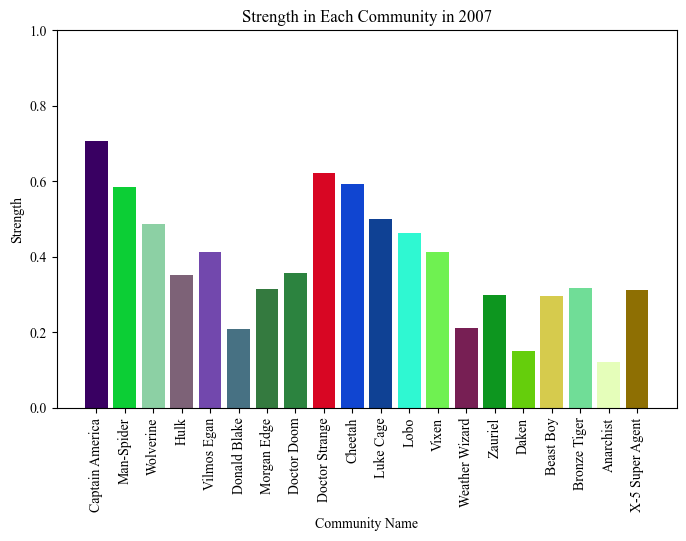 Strength in Each Community in 2007
1.0
0.8
0.6
0.4
0.2
0.0
Strength
Captain America
Man-Spider
Wolverine
Hulk
Vilmos Egan
Donald Blake
Morgan Edge
Doctor Doom
Doctor Strange
Cheetah
Luke Cage
Lobo
Vixen
Weather Wizard
Zauriel
Daken
Beast Boy
Bronze Tiger
Anarchist
X-5 Super Agent
Community Name